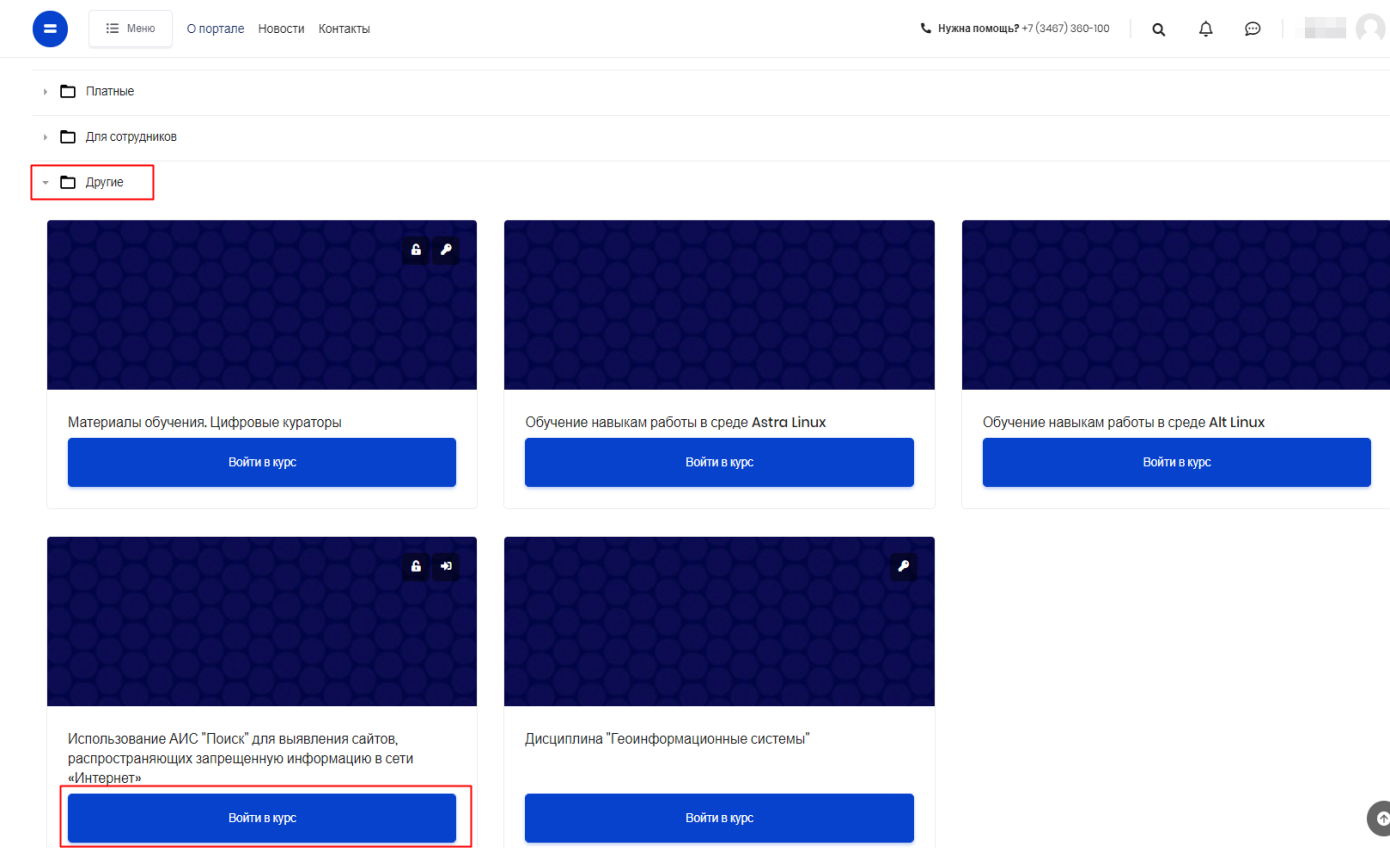 Меню
О портале
Новости
Контакты
Нужна помощь? +7 (3467) 360-100
Платные
Для сотрудников
Другие
Материалы обучения. Цифровые кураторы
Войти в курс
Обучение навыкам работы в среде Astra Linux
Войти в курс
Обучение навыкам работы в среде Alt Linux
Войти в курс
Использование АИС "Поиск" для выявления сайтов,
распространяющих запрещенную информацию в сети
«Интернет»
Войти в курс
Дисциплина "Геоинформационные системы"
Войти в курс